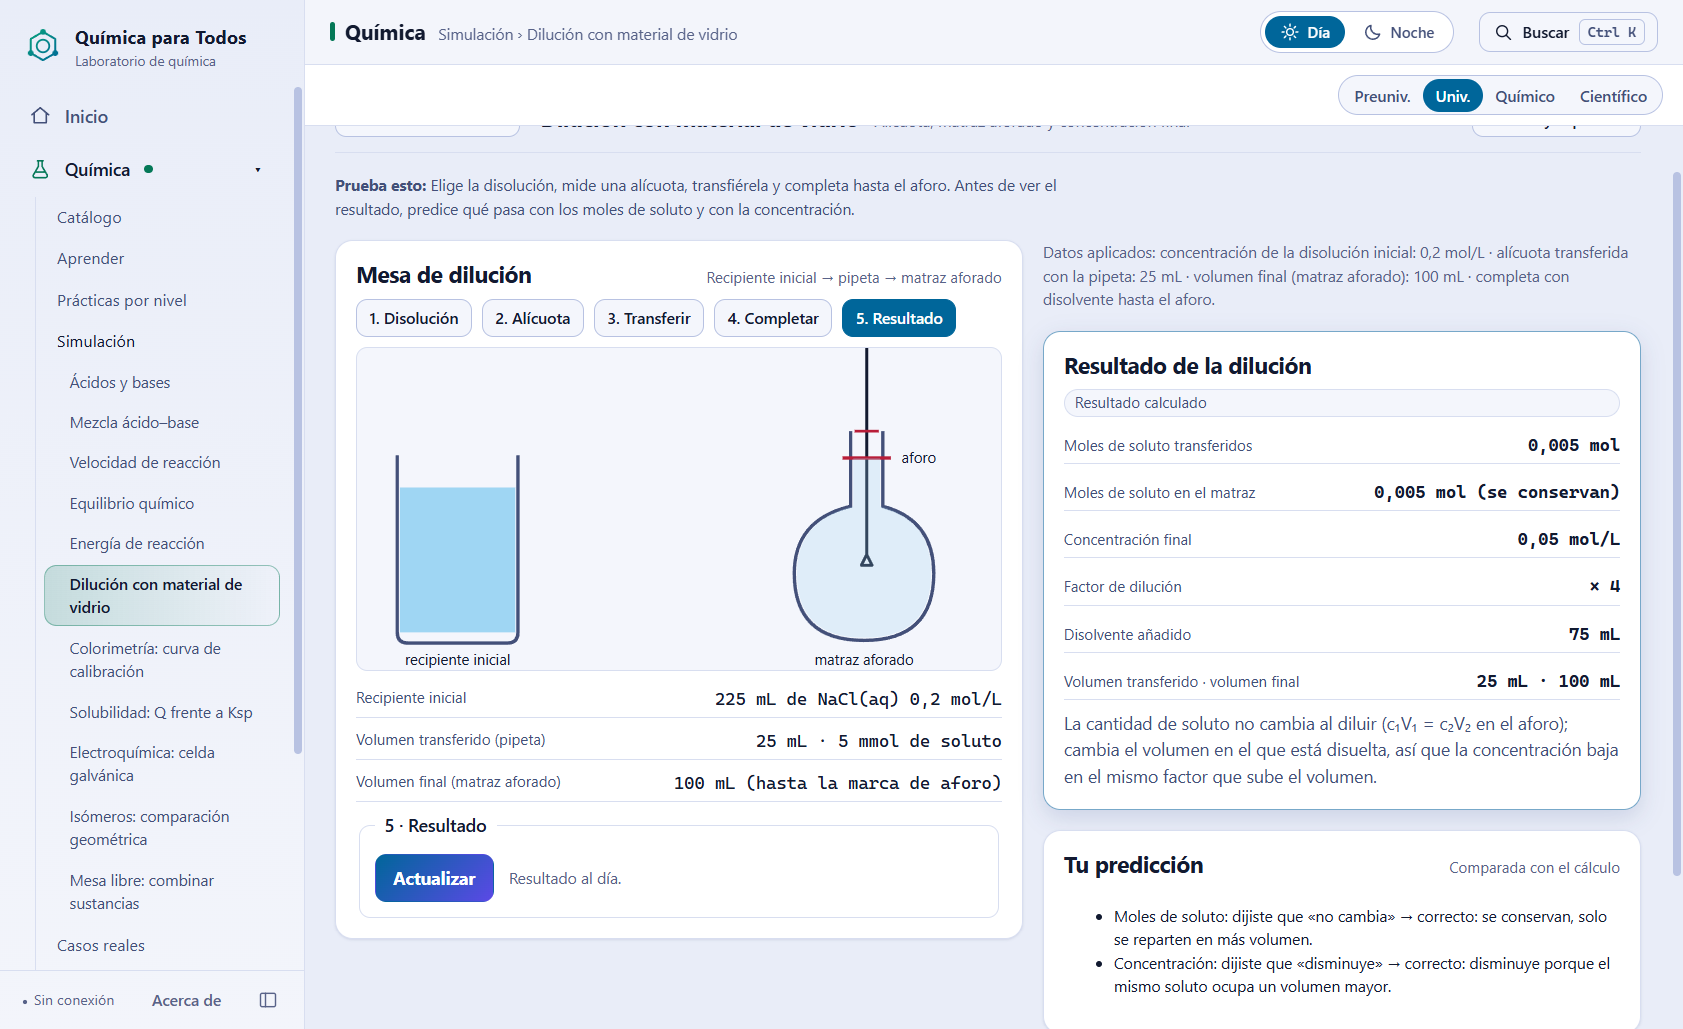 Química para Todos
Laboratorio de química
Inicio
Química
Catálogo
Aprender
Prácticas por nivel
Simulación
Ácidos y bases
Mezcla ácido–base
Velocidad de reacción
Equilibrio químico
Energía de reacción
Dilución con material de
vidrio
Colorimetría: curva de
calibración
Solubilidad: Q frente a Ksp
Electroquímica: celda
galvánica
Isómeros: comparación
geométrica
Mesa libre: combinar
sustancias
Casos reales
Sin conexión
Acerca de
Química
Simulación › Dilución con material de vidrio
Día
Noche
Buscar
Ctrl K
Preuniv.
Univ.
Químico
Científico
Prueba esto: Elige la disolución, mide una alícuota, transfiérela y completa hasta el aforo. Antes de ver el
resultado, predice qué pasa con los moles de soluto y con la concentración.
Mesa de dilución
Recipiente inicial → pipeta → matraz aforado
1. Disolución
2. Alícuota
3. Transferir
4. Completar
5. Resultado
aforo
recipiente inicial
matraz aforado
Recipiente inicial
225 mL de NaCl(aq) 0,2 mol/L
Volumen transferido (pipeta)
25 mL · 5 mmol de soluto
Volumen final (matraz aforado)
100 mL (hasta la marca de aforo)
5 · Resultado
Actualizar
Resultado al día.
Datos aplicados: concentración de la disolución inicial: 0,2 mol/L · alícuota transferida
con la pipeta: 25 mL · volumen final (matraz aforado): 100 mL · completa con
disolvente hasta el aforo.
Resultado de la dilución
Resultado calculado
Moles de soluto transferidos
0,005 mol
Moles de soluto en el matraz
0,005 mol (se conservan)
Concentración final
0,05 mol/L
Factor de dilución
× 4
Disolvente añadido
75 mL
Volumen transferido · volumen final
25 mL · 100 mL
La cantidad de soluto no cambia al diluir (c₁V₁ = c₂V₂ en el aforo);
cambia el volumen en el que está disuelta, así que la concentración baja
en el mismo factor que sube el volumen.
Tu predicción
Comparada con el cálculo
Moles de soluto: dijiste que «no cambia» → correcto: se conservan, solo
se reparten en más volumen.
Concentración: dijiste que «disminuye» → correcto: disminuye porque el
mismo soluto ocupa un volumen mayor.